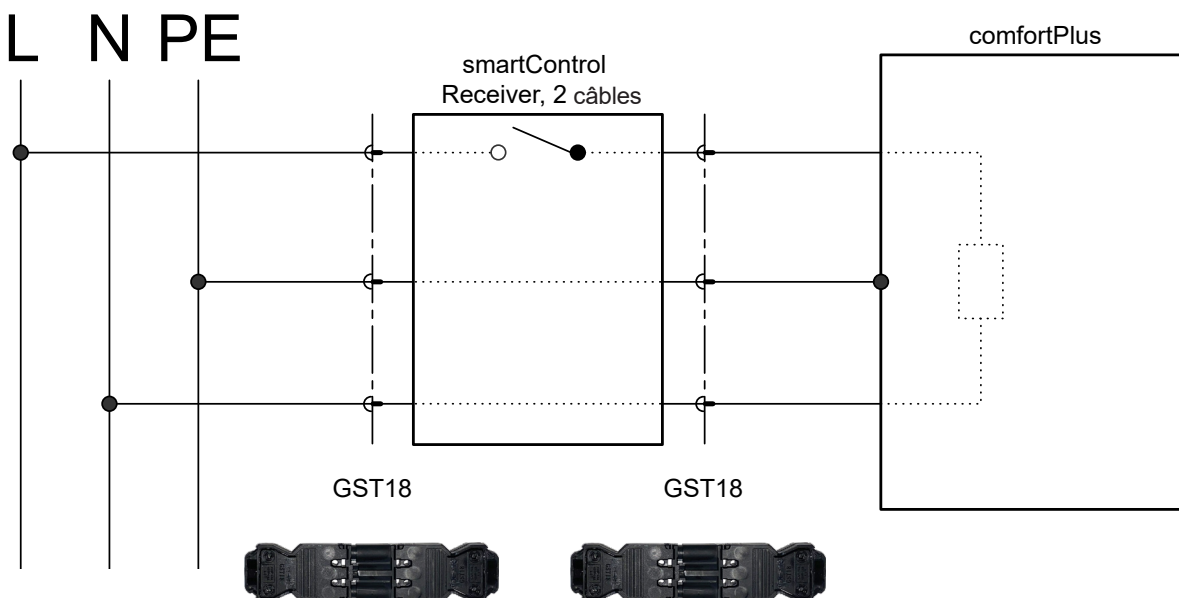 L N PE
comfortPlus
smartControl
Receiver, 2 câbles
GST18
GST18